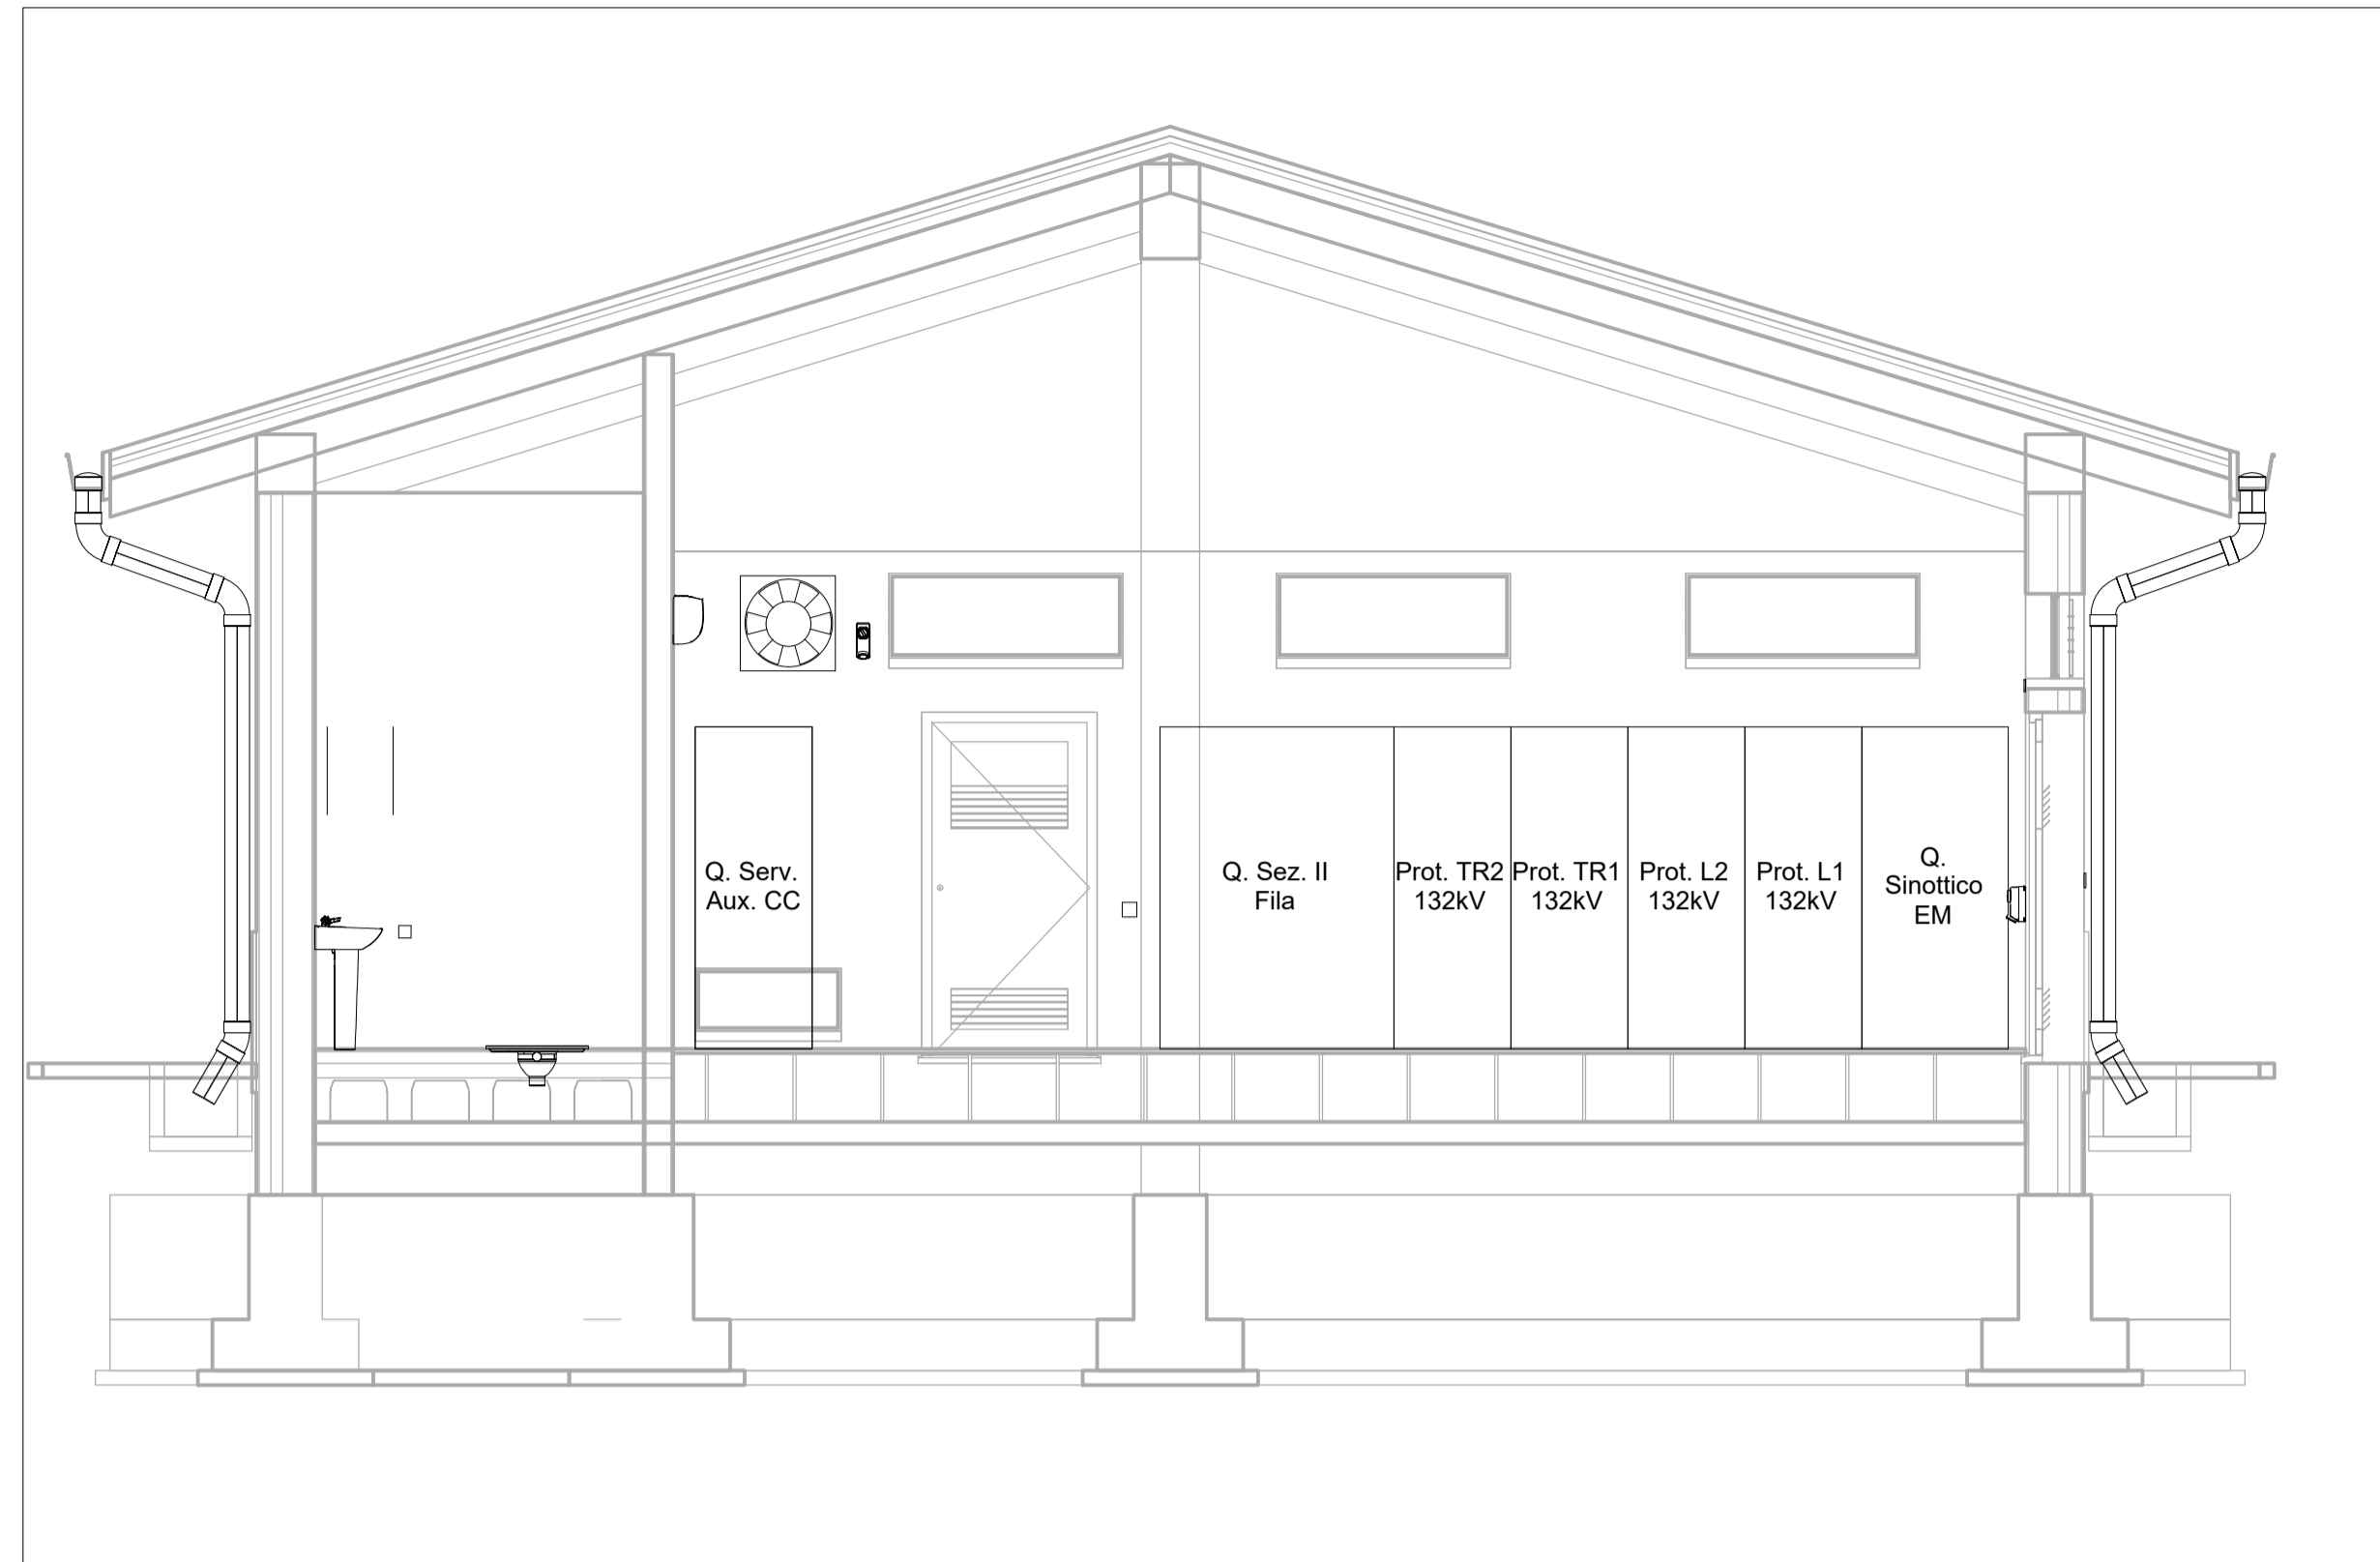 Q. Serv.
Aux. CC
Q. Sez. II
Fila
Prot. TR2
132kV
Prot. TR1
132kV
Prot. L2
132kV
Prot. L1
132kV
Q.
Sinottico
EM